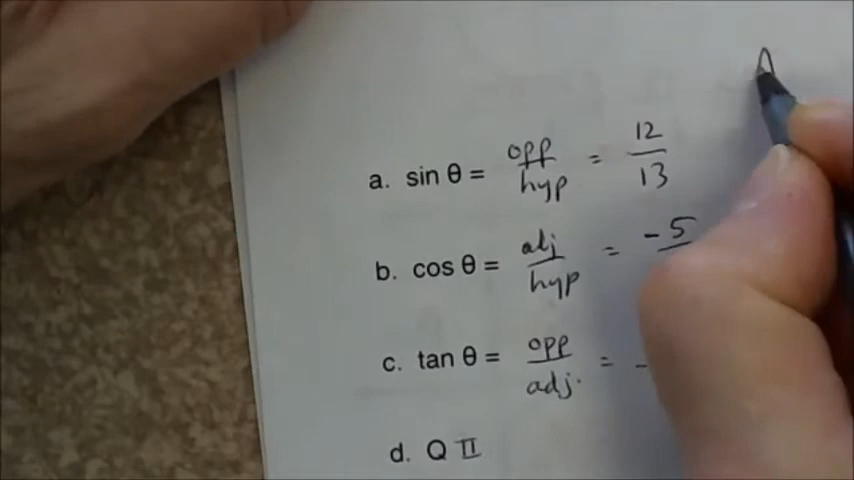 a. sin θ = opp/hyp = 12/13
b. cos θ = adj/hyp = -5
c. tan θ = opp/adj. = -
d. Q II